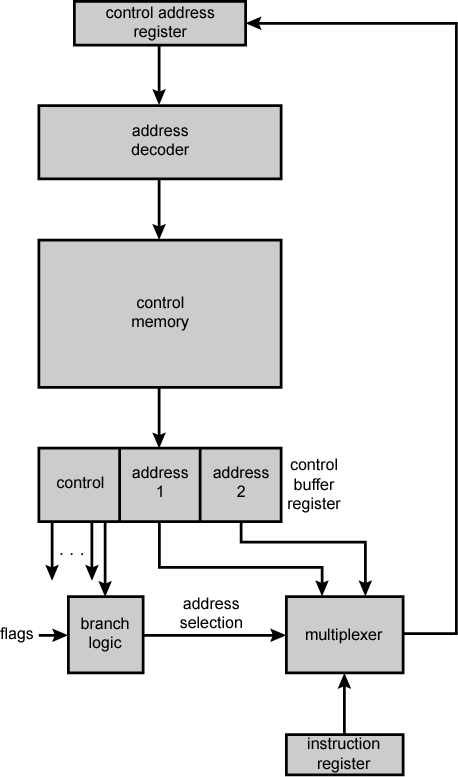 control address
register
address
decoder
control
memory
control
address
1
address
2
control
buffer
register
. . .
flags
branch
logic
address
selection
multiplexer
instruction
register